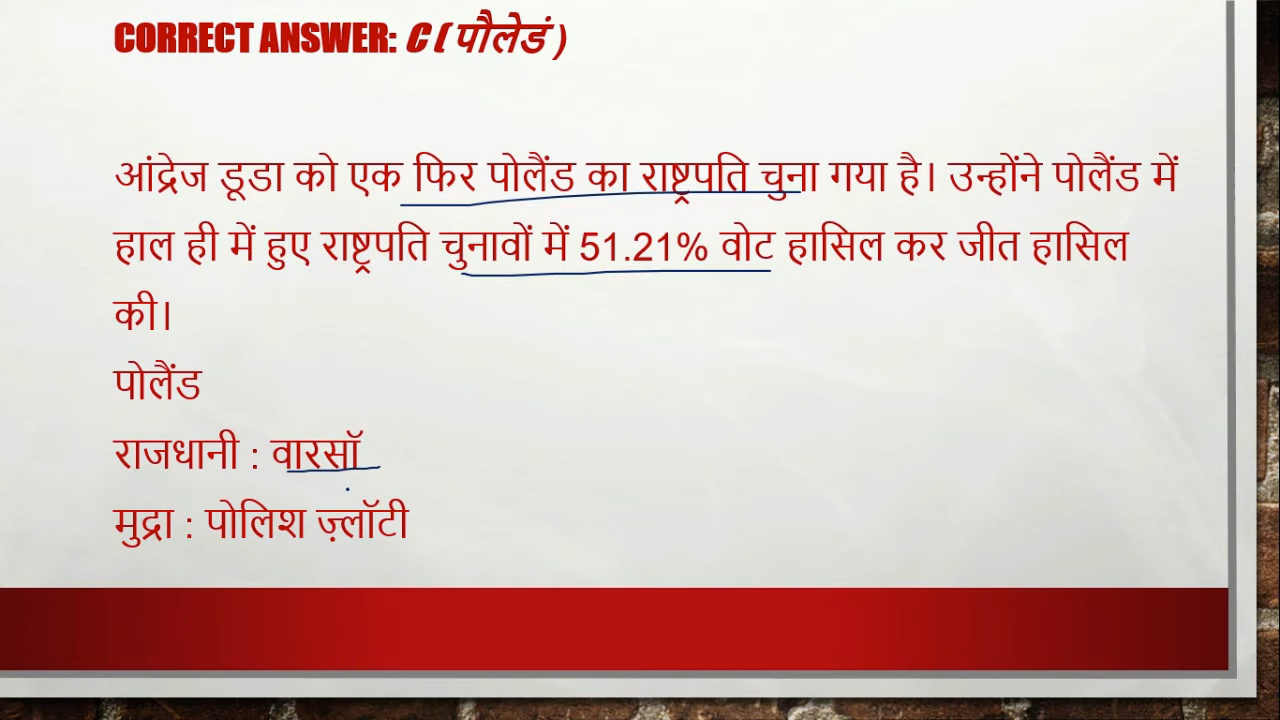 CORRECT ANSWER: C ( पौलेडं )
आंद्रेज डूडा को एक फिर पोलैंड का राष्ट्रपति चुना गया है। उन्होंने पोलैंड में
हाल ही में हुए राष्ट्रपति चुनावों में 51.21% वोट हासिल कर जीत हासिल
की।
पोलैंड
राजधानी : वारसॉ
मुद्रा : पोलिश ज़्लॉटी